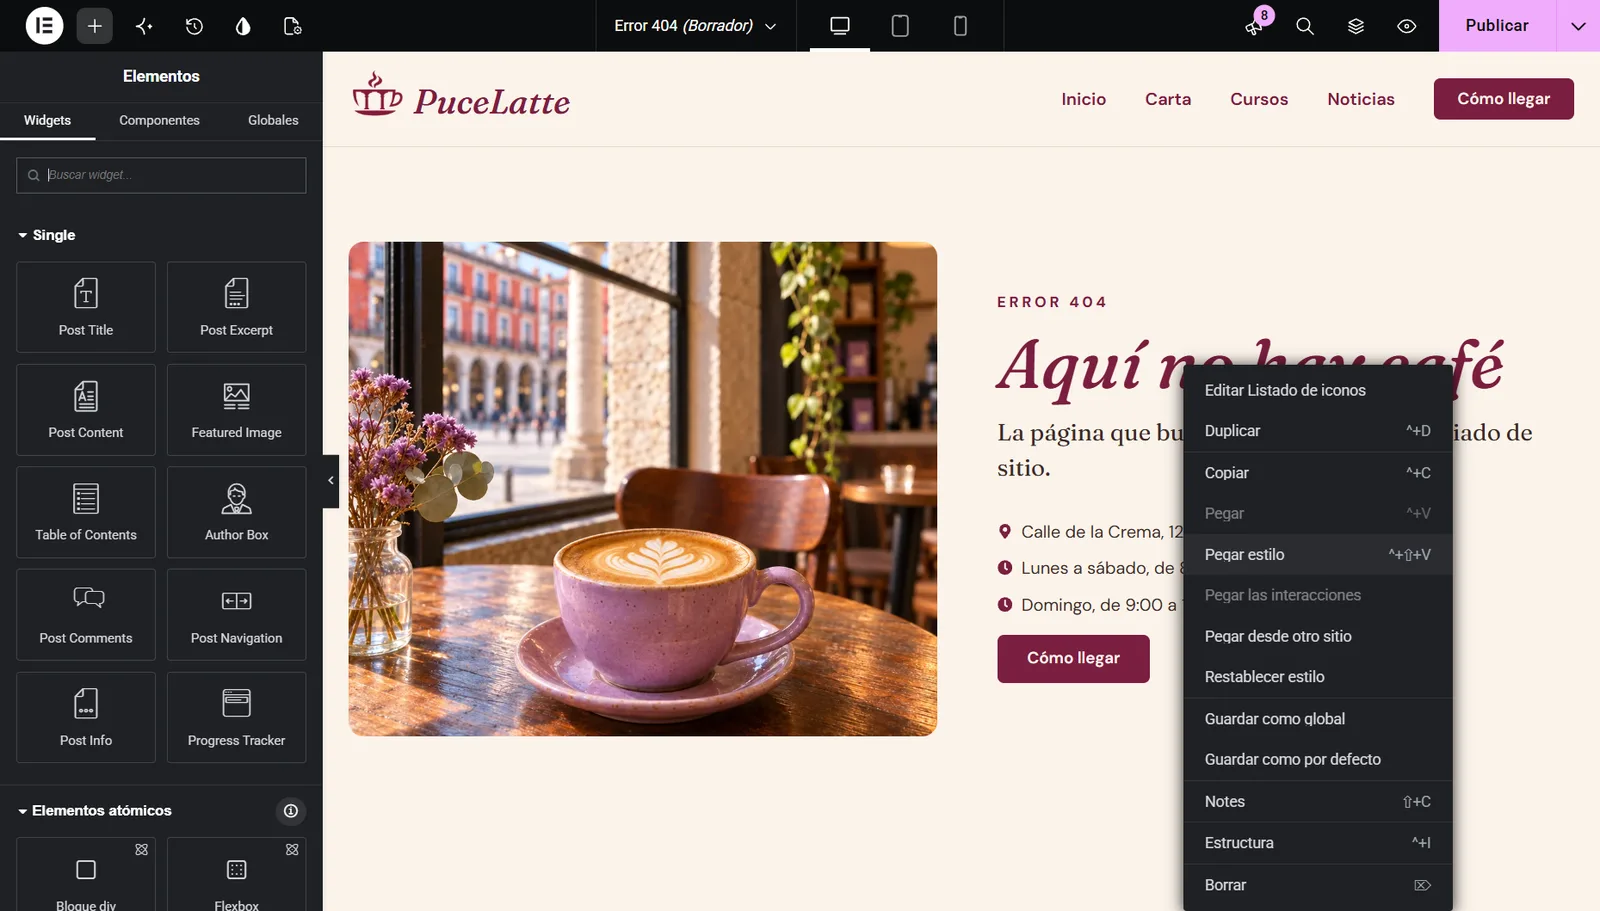 Error 404 (Borrador)
8
Publicar
Elementos
Widgets
Componentes
Globales
Buscar widget...
Single
Post Title
Post Excerpt
Post Content
Featured Image
Table of Contents
Author Box
Post Comments
Post Navigation
Post Info
Progress Tracker
Elementos atómicos
Bloque div
Flexbox
PuceLatte
Inicio
Carta
Cursos
Noticias
Cómo llegar
ERROR 404
Aquí no hay café
La página que bu
iado de
sitio.
Calle de la Crema, 12
Lunes a sábado, de 8
Domingo, de 9:00 a
Cómo llegar
Editar Listado de iconos
Duplicar ^+D
Copiar ^+C
Pegar ^+V
Pegar estilo ^+⇧+V
Pegar las interacciones
Pegar desde otro sitio
Restablecer estilo
Guardar como global
Guardar como por defecto
Notes ⇧+C
Estructura ^+I
Borrar ⌦